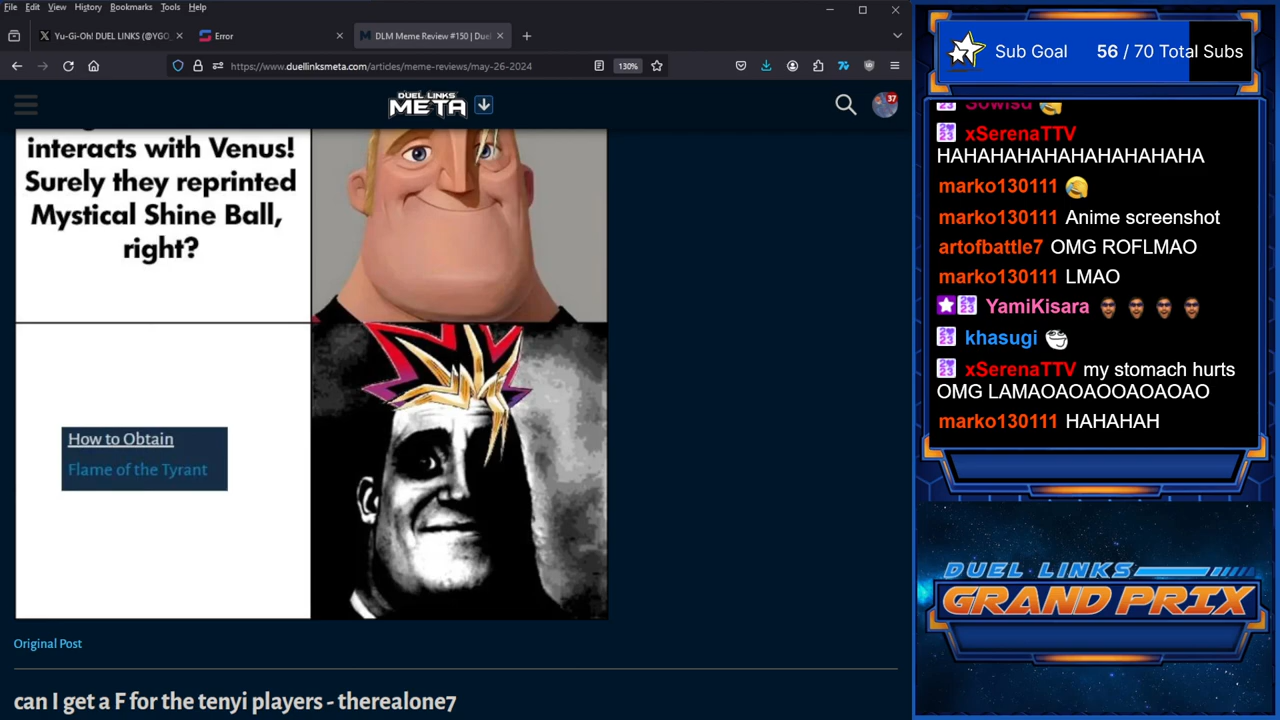 File Edit View History Bookmarks Tools Help
Yu-Gi-Oh! DUEL LINKS (@YGO_
Error
DLM Meme Review #150 | Duel
https://www.duellinksmeta.com/articles/meme-reviews/may-26-2024
130%
DUEL LINKS
META
37
interacts with Venus!
Surely they reprinted
Mystical Shine Ball,
right?
How to Obtain
Flame of the Tyrant
Original Post
can I get a F for the tenyi players - therealone7
Sub Goal 56 / 70 Total Subs
Sowisu
xSerenaTTV
HAHAHAHAHAHAHAHAHA
marko130111
marko130111 Anime screenshot
artofbattle7 OMG ROFLMAO
marko130111 LMAO
YamiKisara
khasugi
xSerenaTTV my stomach hurts
OMG LAMAOAOAOOAOAOAO
marko130111 HAHAHAH
DUEL LINKS
GRAND PRIX